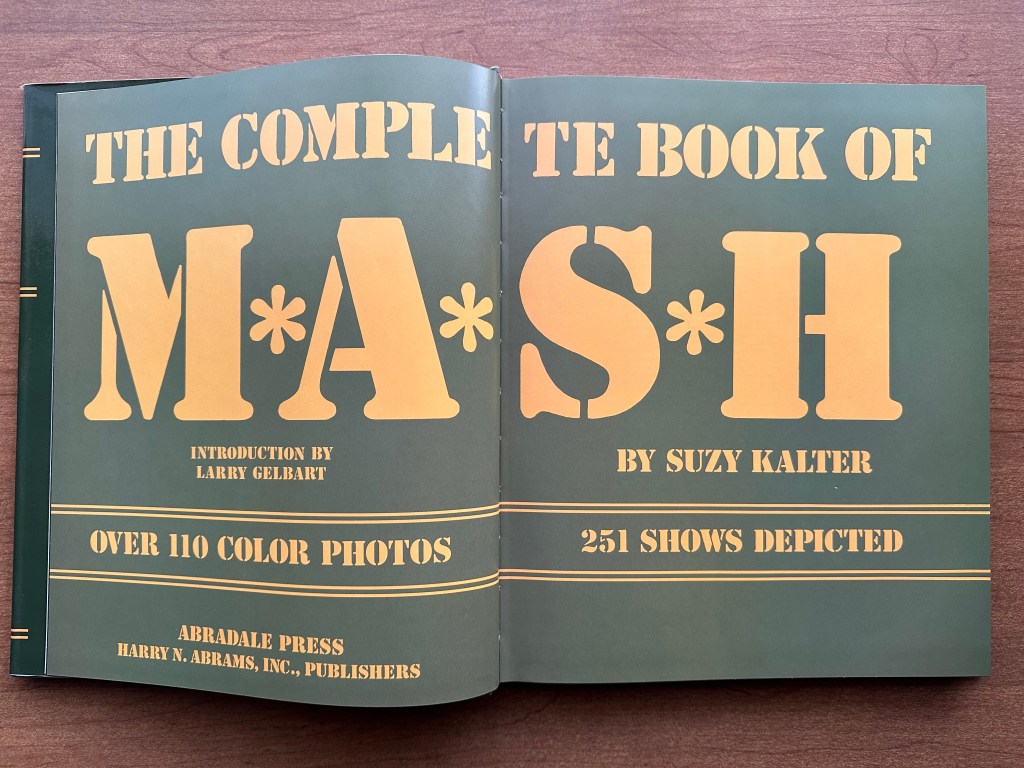 THE COMPLETE BOOK OF
M*A*S*H
INTRODUCTION BY
LARRY GELBART
BY SUZY KALTER
OVER 110 COLOR PHOTOS
251 SHOWS DEPICTED
ABRADALE PRESS
HARRY N. ABRAMS, INC., PUBLISHERS